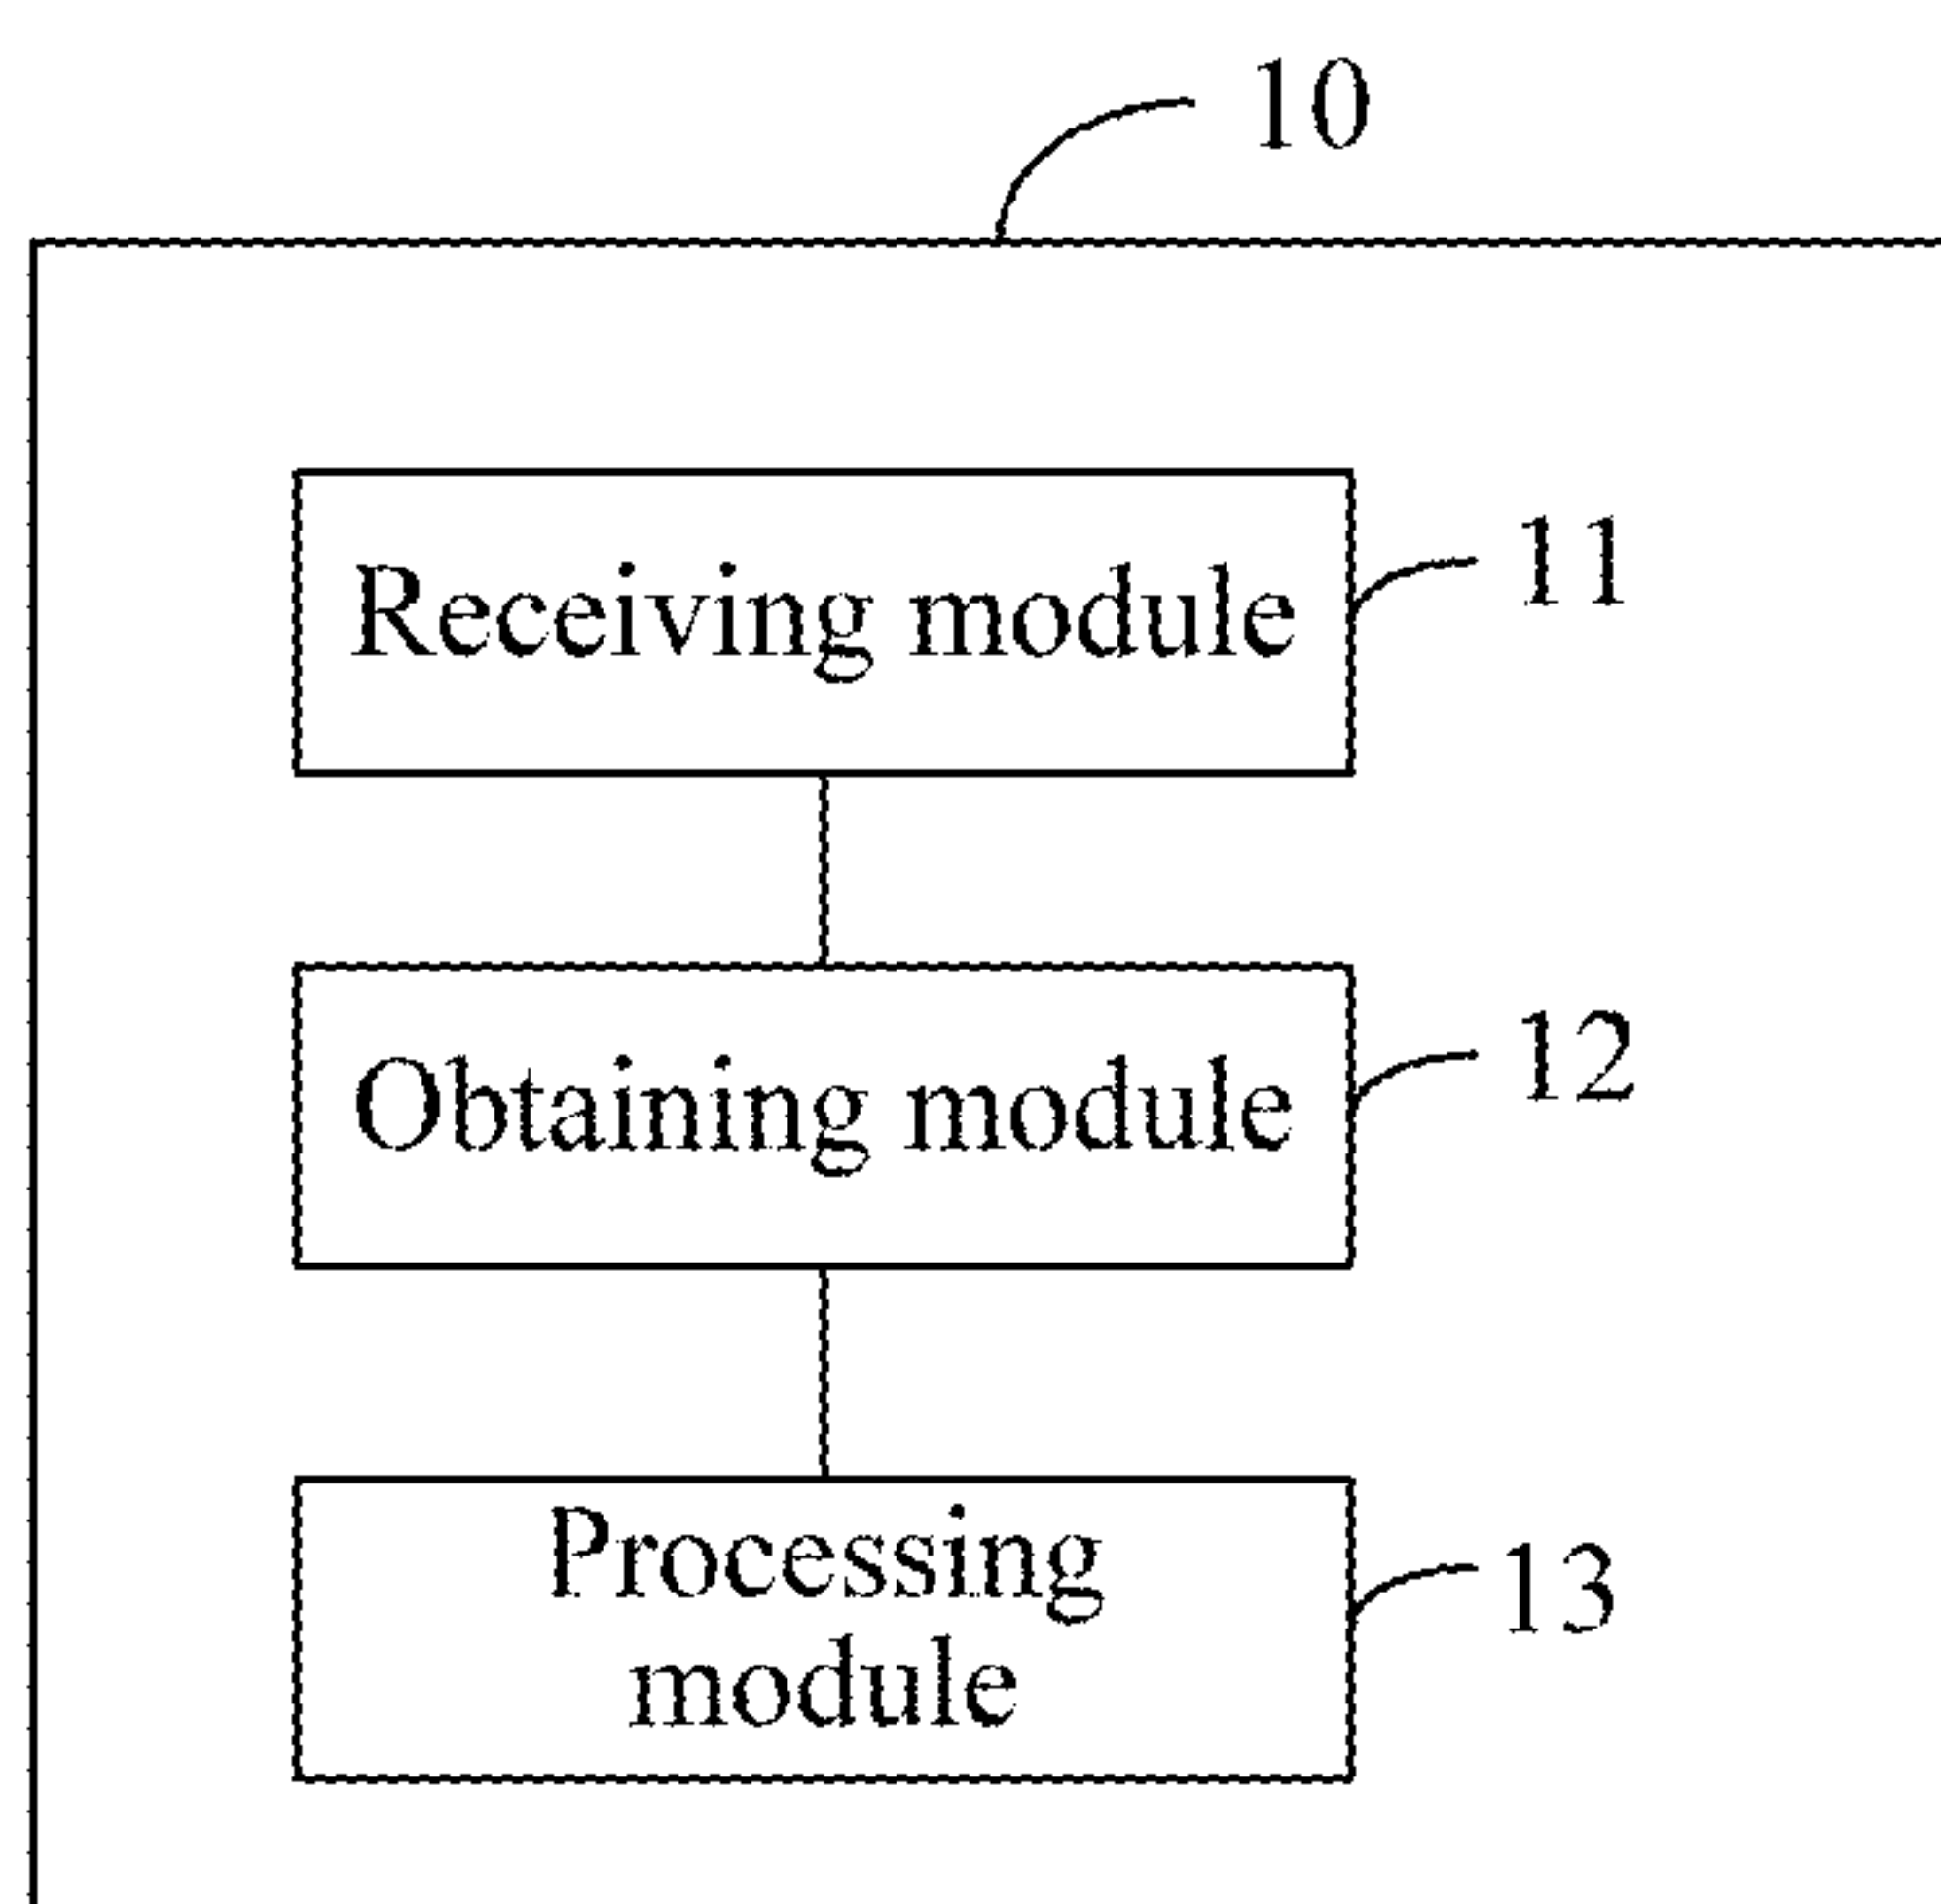 10
Receiving module
11
Obtaining module
12
Processing
module
13